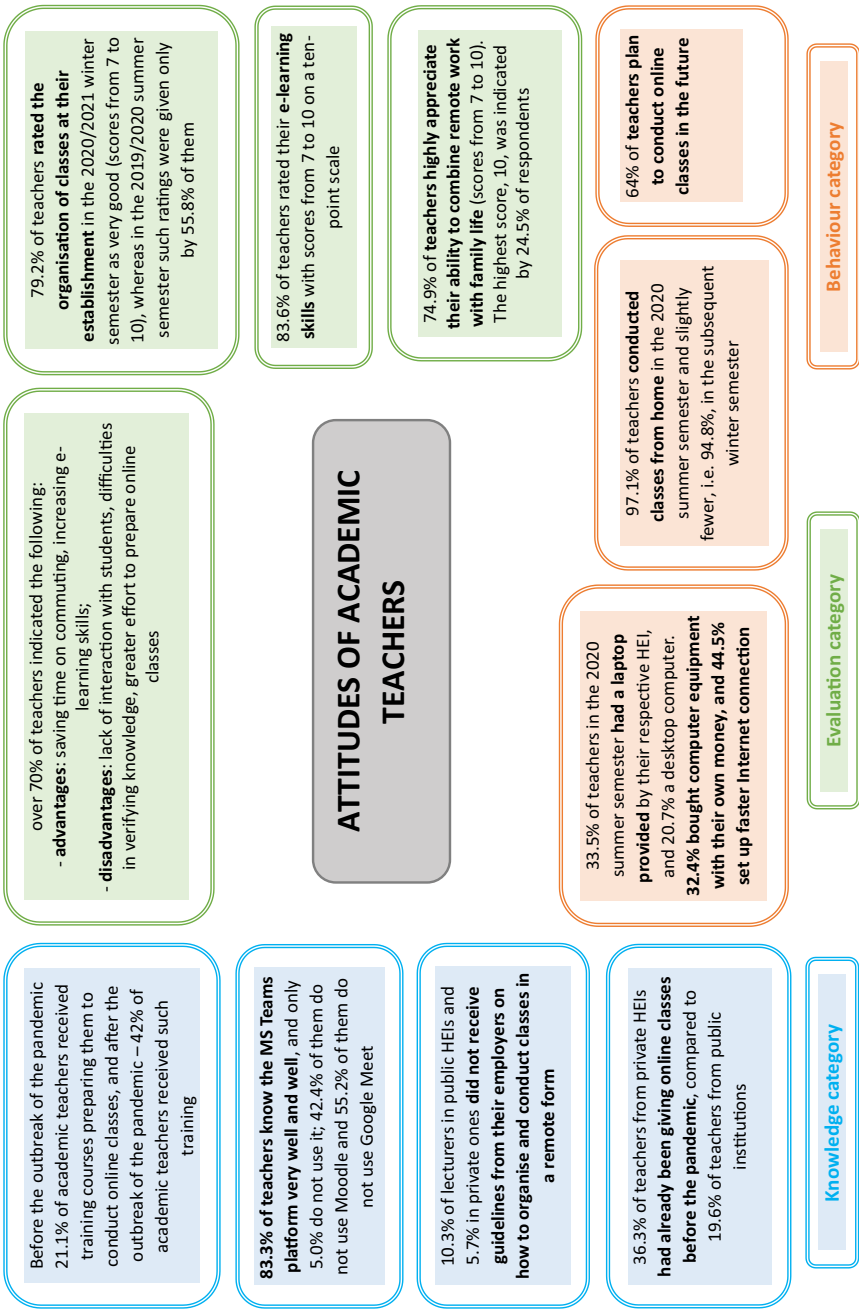 Before the outbreak of the pandemic
21.1% of academic teachers received
training courses preparing them to
conduct online classes, and after the
outbreak of the pandemic – 42% of
academic teachers received such
training
83.3% of teachers know the MS Teams
platform very well and well, and only
5.0% do not use it; 42.4% of them do
not use Moodle and 55.2% of them do
not use Google Meet
10.3% of lecturers in public HEIs and
5.7% in private ones did not receive
guidelines from their employers on
how to organise and conduct classes in
a remote form
36.3% of teachers from private HEIs
had already been giving online classes
before the pandemic, compared to
19.6% of teachers from public
institutions
Knowledge category
over 70% of teachers indicated the following:
- advantages: saving time on commuting, increasing e-
learning skills;
- disadvantages: lack of interaction with students, difficulties
in verifying knowledge, greater effort to prepare online
classes
ATTITUDES OF ACADEMIC
TEACHERS
33.5% of teachers in the 2020
summer semester had a laptop
provided by their respective HEI,
and 20.7% a desktop computer.
32.4% bought computer equipment
with their own money, and 44.5%
set up faster Internet connection
Evaluation category
79.2% of teachers rated the
organisation of classes at their
establishment in the 2020/2021 winter
semester as very good (scores from 7 to
10), whereas in the 2019/2020 summer
semester such ratings were given only
by 55.8% of them
83.6% of teachers rated their e-learning
skills with scores from 7 to 10 on a ten-
point scale
74.9% of teachers highly appreciate
their ability to combine remote work
with family life (scores from 7 to 10).
The highest score, 10, was indicated
by 24.5% of respondents
97.1% of teachers conducted
classes from home in the 2020
summer semester and slightly
fewer, i.e. 94.8%, in the subsequent
winter semester
64% of teachers plan
to conduct online
classes in the future
Behaviour category